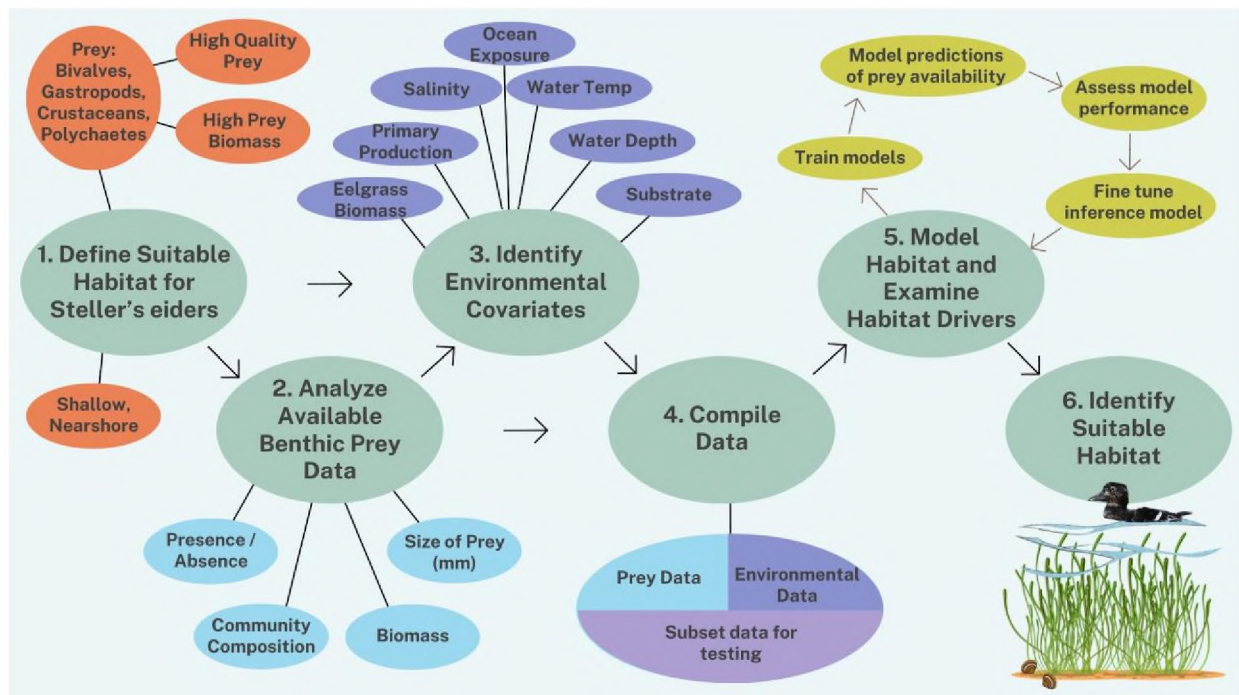 Prey:
Bivalves,
Gastropods,
Crustaceans,
Polychaetes
High Quality
Prey
High Prey
Biomass
1. Define Suitable
Habitat for
Steller's eiders
Shallow,
Nearshore
2. Analyze
Available
Benthic Prey
Data
Presence /
Absence
Community
Composition
Biomass
Size of Prey
(mm)
Ocean
Exposure
Salinity
Water Temp
Primary
Production
Water Depth
Eelgrass
Biomass
Substrate
3. Identify
Environmental
Covariates
4. Compile
Data
Prey Data
Environmental
Data
Subset data for
testing
Model predictions
of prey availability
Assess model
performance
Train models
Fine tune
inference model
5. Model
Habitat and
Examine
Habitat Drivers
6. Identify
Suitable
Habitat